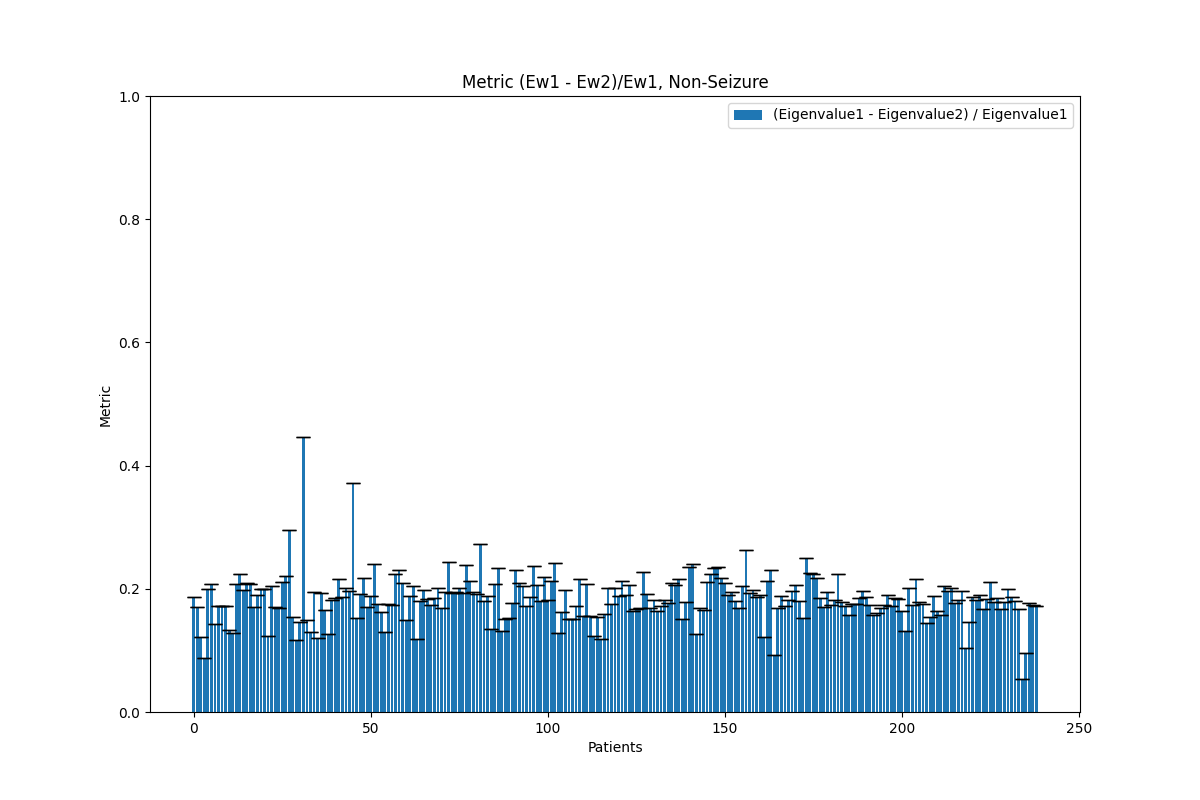 Metric (Ew1 - Ew2)/Ew1, Non-Seizure
(Eigenvalue1 - Eigenvalue2) / Eigenvalue1
1.0
0.8
0.6
0.4
0.2
0.0
Metric
0 50 100 150 200 250
Patients